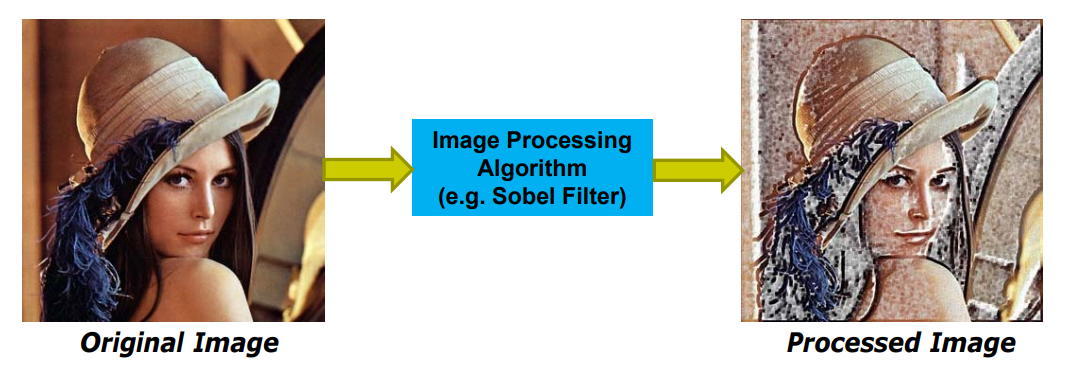 Image Processing
Algorithm
(e.g. Sobel Filter)
Original Image
Processed Image